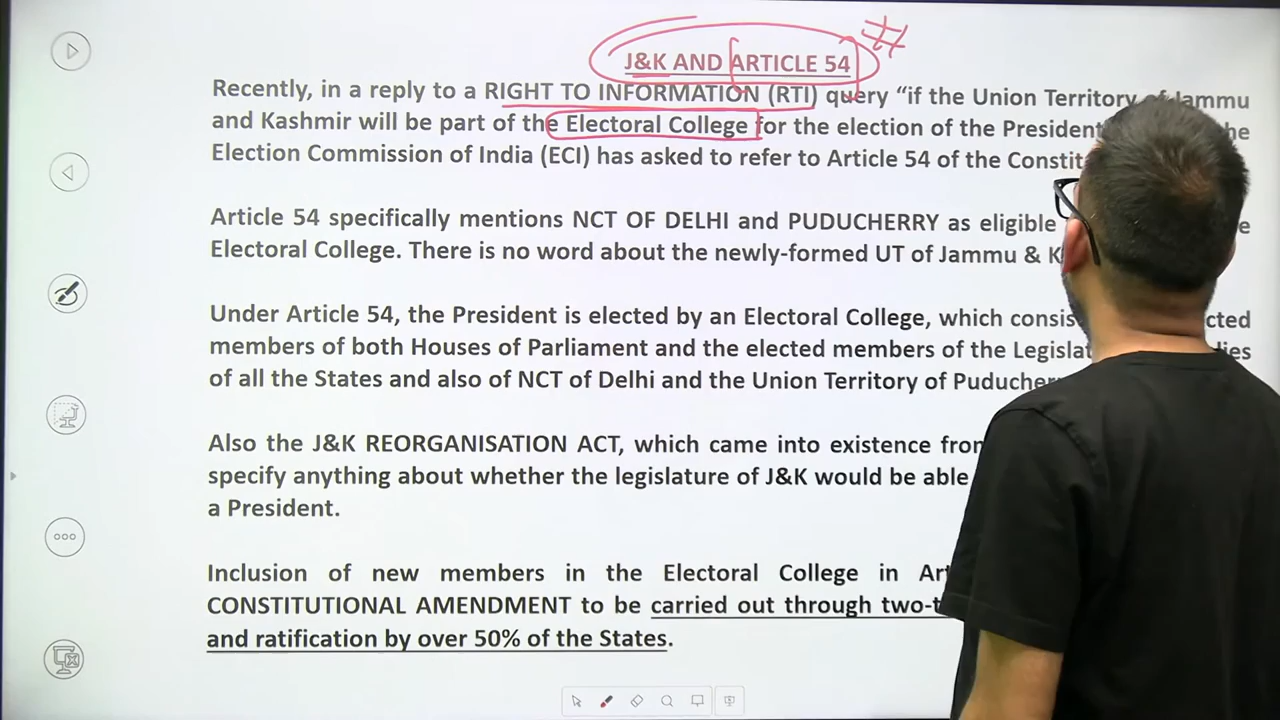 J&K AND ARTICLE 54
Recently, in a reply to a RIGHT TO INFORMATION (RTI) query “if the Union Territory of Jammu
and Kashmir will be part of the Electoral College for the election of the President
Election Commission of India (ECI) has asked to refer to Article 54 of the
Article 54 specifically mentions NCT OF DELHI and PUDUCHERRY as eligible
Electoral College. There is no word about the newly-formed UT of Jammu &
Under Article 54, the President is elected by an Electoral College, which
members of both Houses of Parliament and the elected members of the
of all the States and also of NCT of Delhi and the Union Territory of
Also the J&K REORGANISATION ACT, which came into existence
specify anything about whether the legislature of J&K would be able
a President.
Inclusion of new members in the Electoral College in
CONSTITUTIONAL AMENDMENT to be carried out through
and ratification by over 50% of the States.